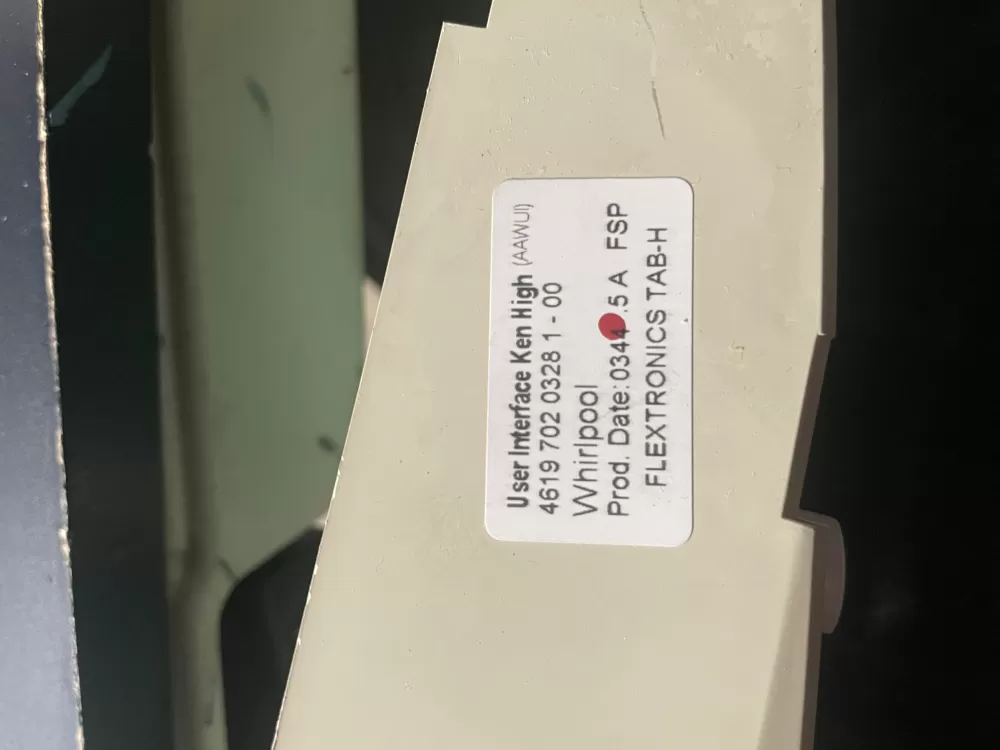 User Interface Ken High (AAWUI)
4619 702 0328 1 - 00
Whirlpool
Prod. Date: 0344 .5 A FSP
FLEXTRONICS TAB-H